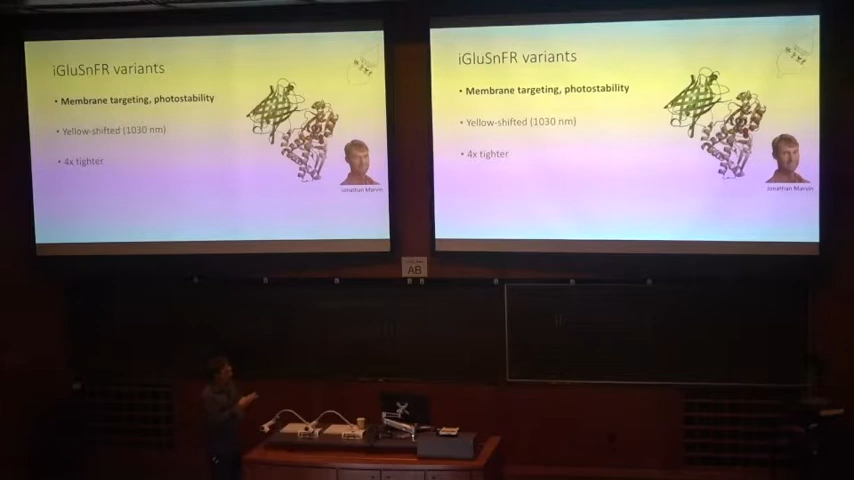 iGluSnFR variants
• Membrane targeting, photostability
• Yellow-shifted (1030 nm)
• 4x tighter
Jonathan Marvin
iGluSnFR variants
• Membrane targeting, photostability
• Yellow-shifted (1030 nm)
• 4x tighter
Jonathan Marvin
AB